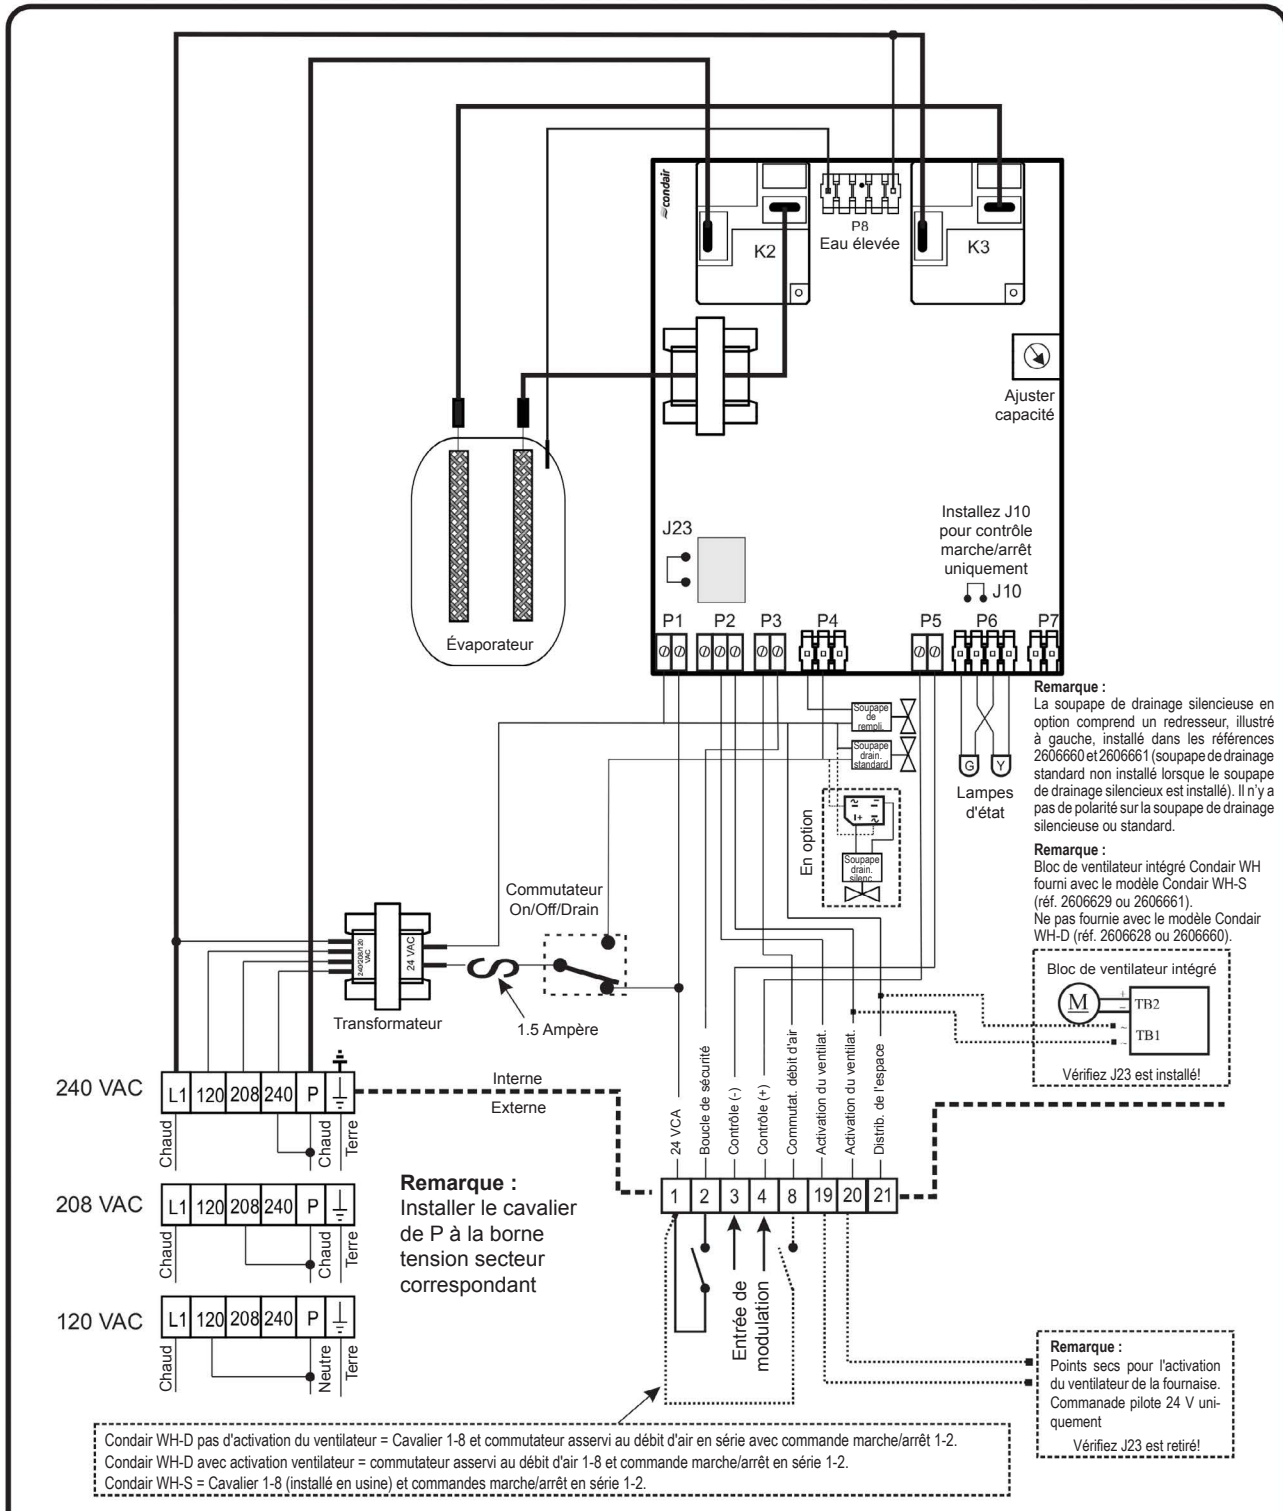 condair
K2
P8
Eau élevée
K3
Ajuster
capacité
Installez J10
pour contrôle
marche/arrêt
uniquement
J10
J23
Évaporateur
P1
P2
P3
P4
P5
P6
P7
Soupape
de
rempli.
Soupape
drain.
standard
G
Y
Lampes
d'état
En option
Soupape
drain.
silenc.
Remarque :
La soupape de drainage silencieuse en
option comprend un redresseur, illustré
à gauche, installé dans les références
2606660 et 2606661 (soupape de drainage
standard non installé lorsque le soupape
de drainage silencieux est installé). Il n'y a
pas de polarité sur la soupape de drainage
silencieuse ou standard.
Remarque :
Bloc de ventilateur intégré Condair WH
fourni avec le modèle Condair WH-S
(réf. 2606629 ou 2606661).
Ne pas fournie avec le modèle Condair
WH-D (réf. 2606628 ou 2606660).
Bloc de ventilateur intégré
M
+
−
TB2
~
~
TB1
Vérifiez J23 est installé!
Commutateur
On/Off/Drain
240/208/120
VAC
24 VAC
Transformateur
1.5 Ampère
Interne
Externe
240 VAC
L1 120 208 240 P
Chaud
Chaud
Terre
208 VAC
L1 120 208 240 P
Chaud
Chaud
Terre
120 VAC
L1 120 208 240 P
Chaud
Neutre
Terre
Remarque :
Installer le cavalier
de P à la borne
tension secteur
correspondant
24 VCA
Boucle de sécurité
Contrôle (-)
Contrôle (+)
Commutat. débit d'air
Activation du ventilat.
Activation du ventilat.
Distrib. de l'espace
1 2 3 4 8 19 20 21
Entrée de
modulation
Remarque :
Points secs pour l'activation
du ventilateur de la fournaise.
Commanade pilote 24 V uni-
quement
Vérifiez J23 est retiré!
Condair WH-D pas d'activation du ventilateur = Cavalier 1-8 et commutateur asservi au débit d'air en série avec commande marche/arrêt 1-2.
Condair WH-D avec activation ventilateur = commutateur asservi au débit d'air 1-8 et commande marche/arrêt en série 1-2.
Condair WH-S = Cavalier 1-8 (installé en usine) et commandes marche/arrêt en série 1-2.